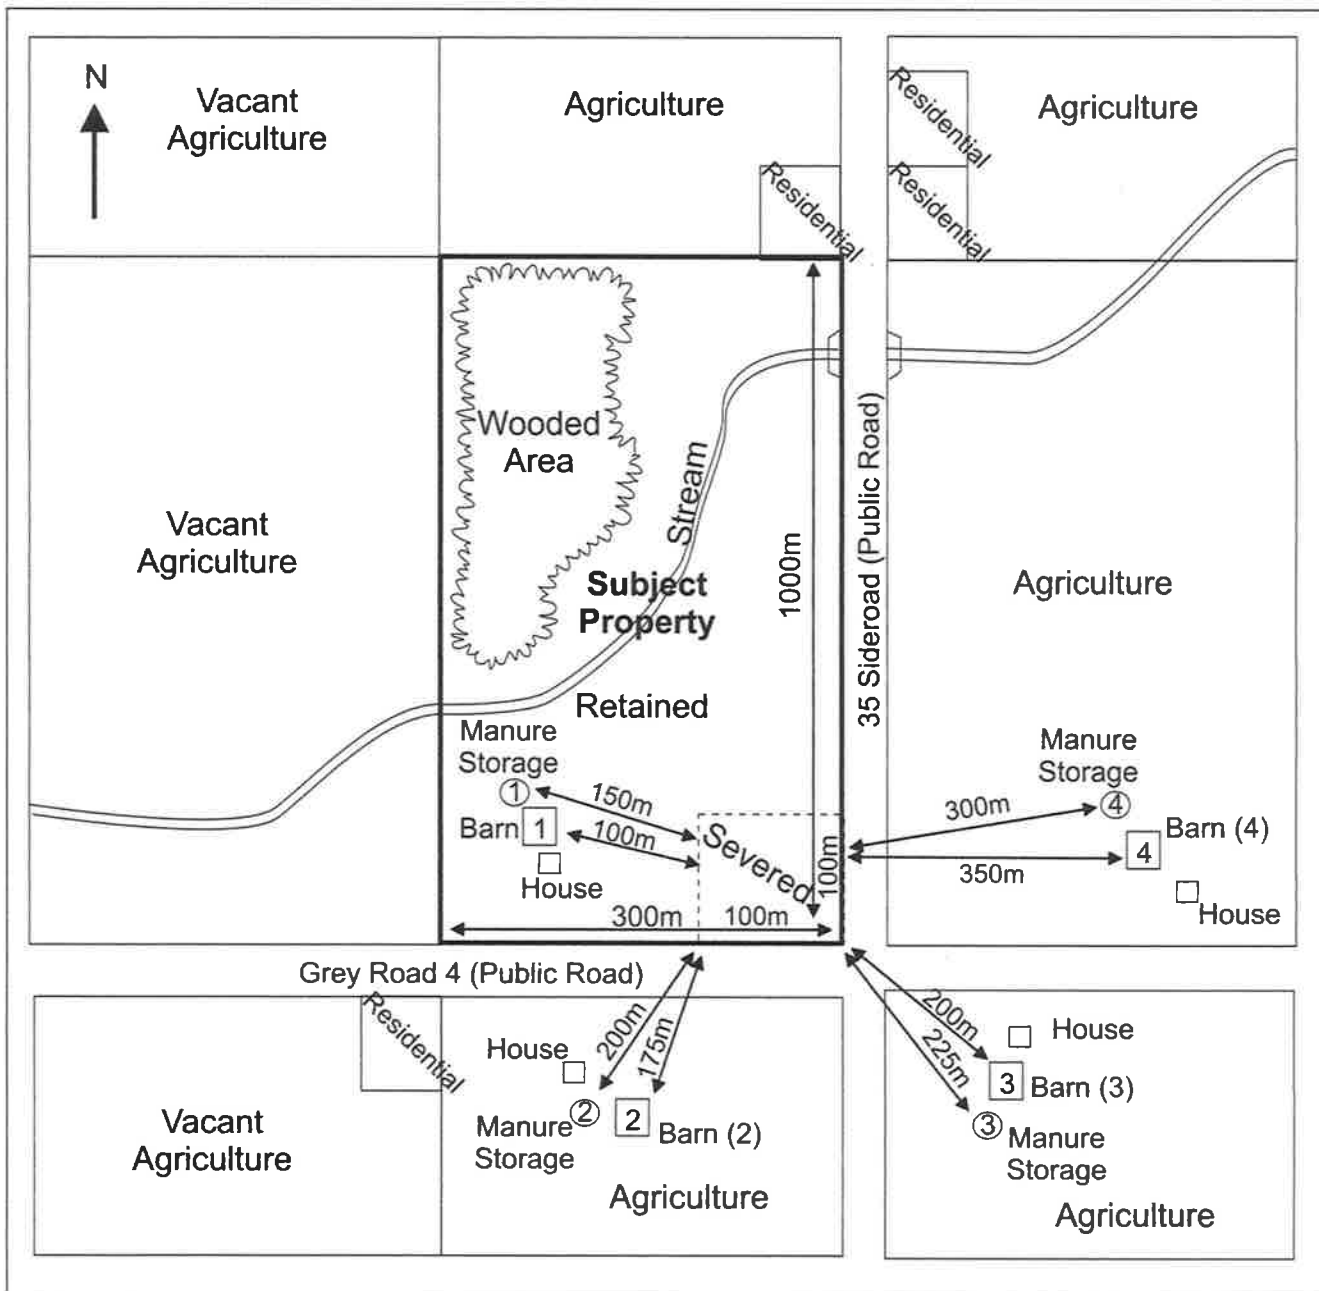 N
Vacant
Agriculture
Agriculture
Residential
Residential
Residential
Agriculture
Wooded
Area
Stream
Vacant
Agriculture
Subject
Property
1000m
35 Sideroad (Public Road)
Agriculture
Retained
Manure
Storage
1
150m
Barn 1
100m
House
Severed
100m
300m
100m
Manure
Storage
4
300m
Barn (4)
4
350m
House
Grey Road 4 (Public Road)
Residential
Vacant
Agriculture
House
200m
175m
Manure
Storage
2
2
Barn (2)
Agriculture
200m
225m
House
3
Barn (3)
3
Manure
Storage
Agriculture